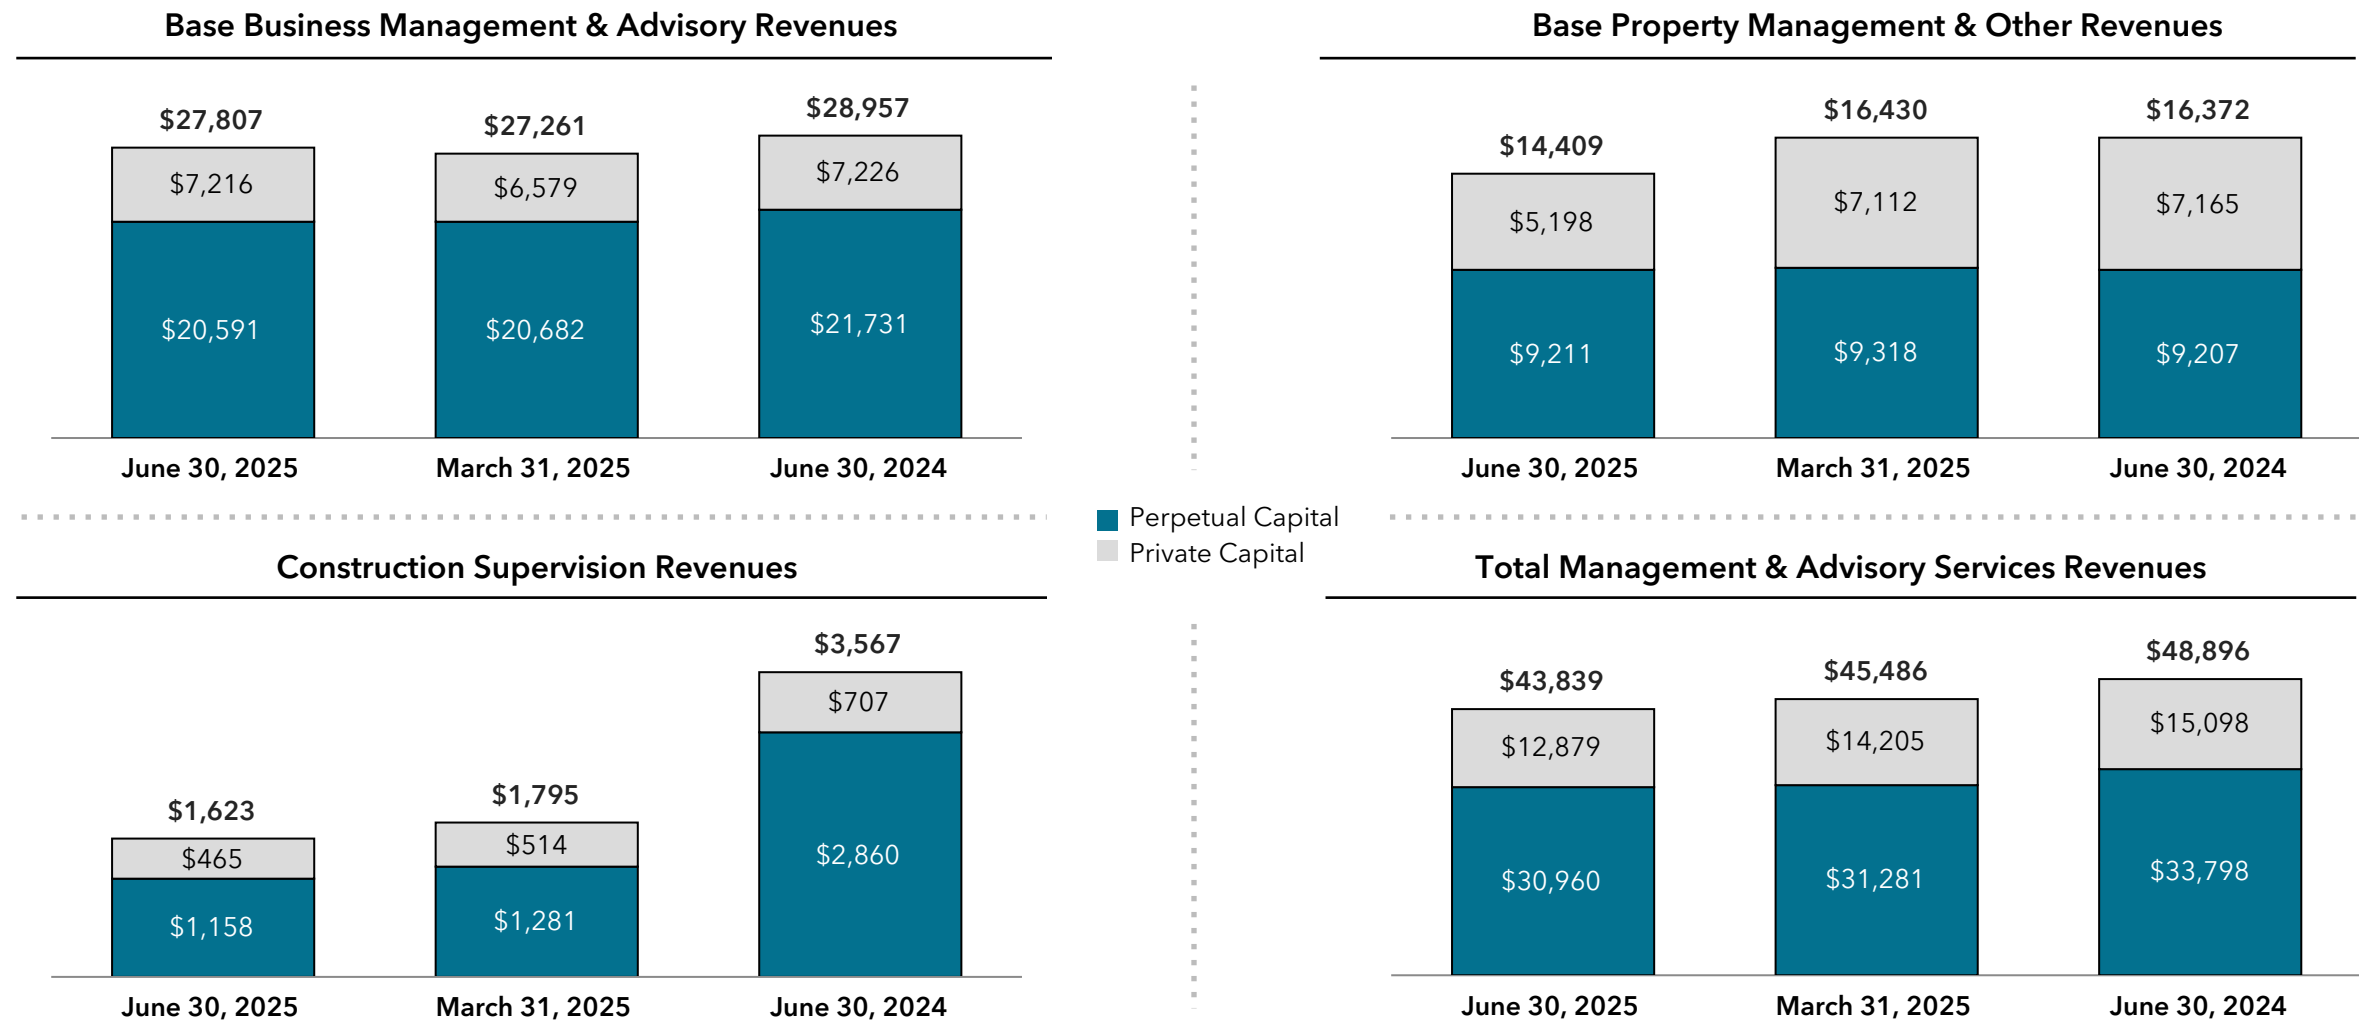 Base Business Management & Advisory Revenues
$27,807
$27,261
$28,957
$7,216
$6,579
$7,226
$20,591
$20,682
$21,731
June 30, 2025
March 31, 2025
June 30, 2024
Base Property Management & Other Revenues
$14,409
$16,430
$16,372
$5,198
$7,112
$7,165
$9,211
$9,318
$9,207
June 30, 2025
March 31, 2025
June 30, 2024
Perpetual Capital
Private Capital
Construction Supervision Revenues
$1,623
$1,795
$3,567
$465
$514
$707
$1,158
$1,281
$2,860
June 30, 2025
March 31, 2025
June 30, 2024
Total Management & Advisory Services Revenues
$43,839
$45,486
$48,896
$12,879
$14,205
$15,098
$30,960
$31,281
$33,798
June 30, 2025
March 31, 2025
June 30, 2024